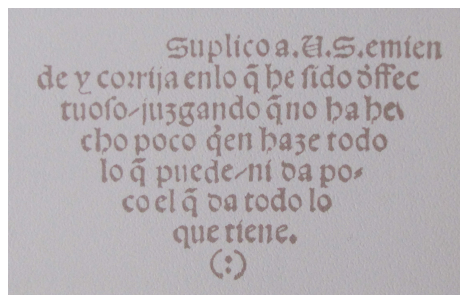 Suplico a.U.S.emien
de y corrija enlo q̃ he ſido d̕ffec
tuoſo-juzgando q̃no ha he
cho poco q̃en haze todo
lo q̃ puede-ni da po-
co el q̃ da todo lo
que tiene.
(:)